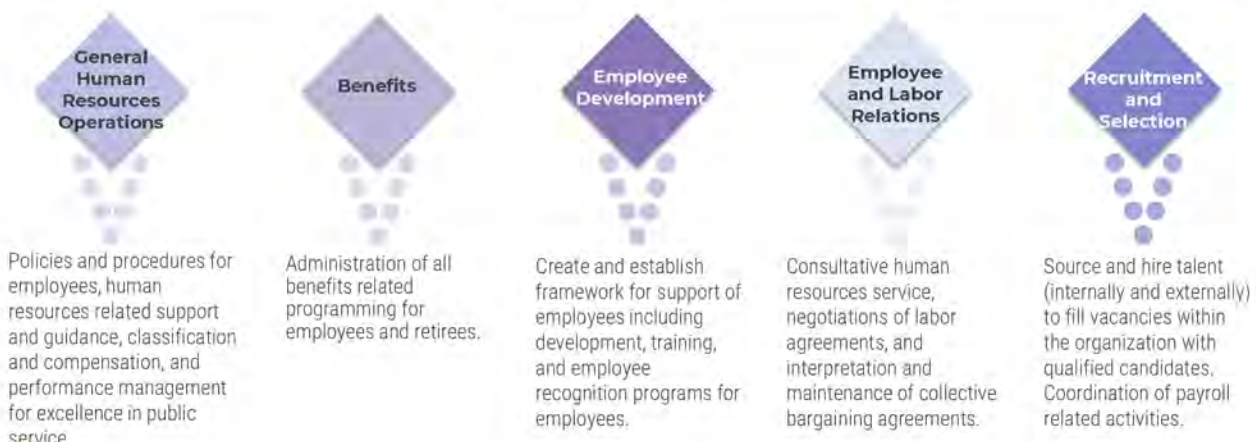 General
Human
Resources
Operations
Policies and procedures for
employees, human
resources related support
and guidance, classification
and compensation, and
performance management
for excellence in public
service.
Benefits
Administration of all
benefits related
programming for
employees and retirees.
Employee
Development
Create and establish
framework for support of
employees including
development, training,
and employee
recognition programs for
employees.
Employee
and Labor
Relations
Consultative human
resources service,
negotiations of labor
agreements, and
interpretation and
maintenance of collective
bargaining agreements.
Recruitment
and
Selection
Source and hire talent
(internally and externally)
to fill vacancies within
the organization with
qualified candidates.
Coordination of payroll
related activities.